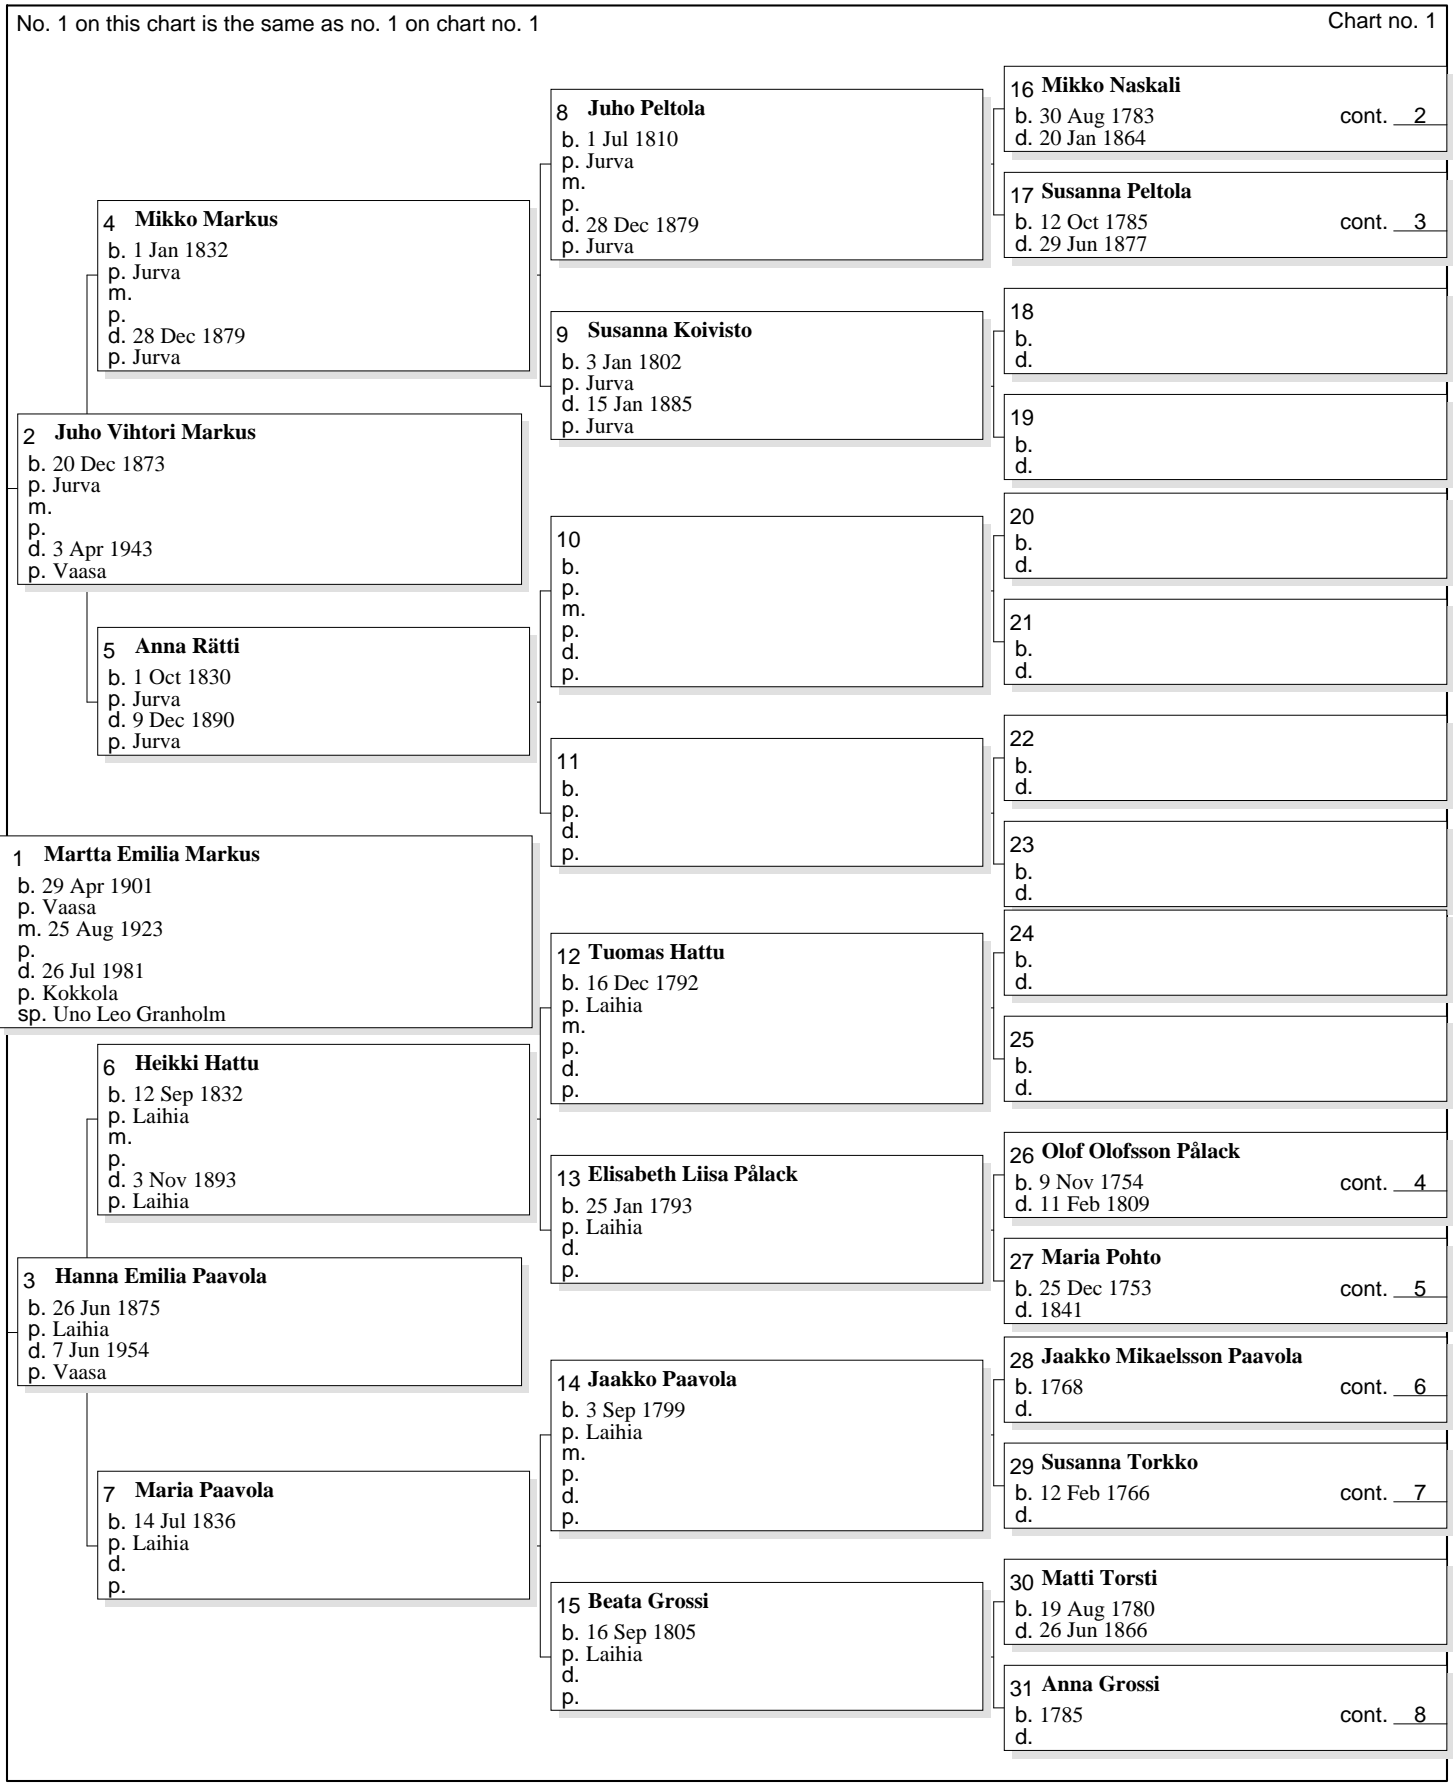 No. 1 on this chart is the same as no. 1 on chart no. 1
Chart no. 1
16 Mikko Naskali
b. 30 Aug 1783 cont. 2
d. 20 Jan 1864
8 Juho Peltola
b. 1 Jul 1810
p. Jurva
m.
p.
d. 28 Dec 1879
p. Jurva
17 Susanna Peltola
b. 12 Oct 1785 cont. 3
d. 29 Jun 1877
4 Mikko Markus
b. 1 Jan 1832
p. Jurva
m.
p.
d. 28 Dec 1879
p. Jurva
18
b.
d.
9 Susanna Koivisto
b. 3 Jan 1802
p. Jurva
d. 15 Jan 1885
p. Jurva
19
b.
d.
2 Juho Vihtori Markus
b. 20 Dec 1873
p. Jurva
m.
p.
d. 3 Apr 1943
p. Vaasa
20
b.
d.
10
b.
p.
m.
p.
d.
p.
21
b.
d.
5 Anna Rätti
b. 1 Oct 1830
p. Jurva
d. 9 Dec 1890
p. Jurva
22
b.
d.
11
b.
p.
d.
p.
23
b.
d.
1 Martta Emilia Markus
b. 29 Apr 1901
p. Vaasa
m. 25 Aug 1923
p.
d. 26 Jul 1981
p. Kokkola
sp. Uno Leo Granholm
24
b.
d.
12 Tuomas Hattu
b. 16 Dec 1792
p. Laihia
m.
p.
d.
p.
25
b.
d.
6 Heikki Hattu
b. 12 Sep 1832
p. Laihia
m.
p.
d. 3 Nov 1893
p. Laihia
26 Olof Olofsson Pålack
b. 9 Nov 1754 cont. 4
d. 11 Feb 1809
13 Elisabeth Liisa Pålack
b. 25 Jan 1793
p. Laihia
d.
p.
27 Maria Pohto
b. 25 Dec 1753 cont. 5
d. 1841
3 Hanna Emilia Paavola
b. 26 Jun 1875
p. Laihia
d. 7 Jun 1954
p. Vaasa
28 Jaakko Mikaelsson Paavola
b. 1768 cont. 6
d.
14 Jaakko Paavola
b. 3 Sep 1799
p. Laihia
m.
p.
d.
p.
29 Susanna Torkko
b. 12 Feb 1766 cont. 7
d.
7 Maria Paavola
b. 14 Jul 1836
p. Laihia
d.
p.
30 Matti Torsti
b. 19 Aug 1780
d. 26 Jun 1866
15 Beata Grossi
b. 16 Sep 1805
p. Laihia
d.
p.
31 Anna Grossi
b. 1785 cont. 8
d.